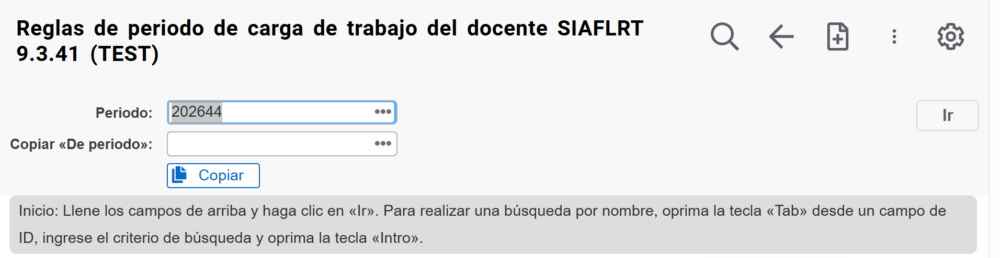 Reglas de periodo de carga de trabajo del docente SIAFLRT
9.3.41 (TEST)
Periodo: 202644
Ir
Copiar «De periodo»:
Copiar
Inicio: Llene los campos de arriba y haga clic en «Ir». Para realizar una búsqueda por nombre, oprima la tecla «Tab» desde un campo de
ID, ingrese el criterio de búsqueda y oprima la tecla «Intro».